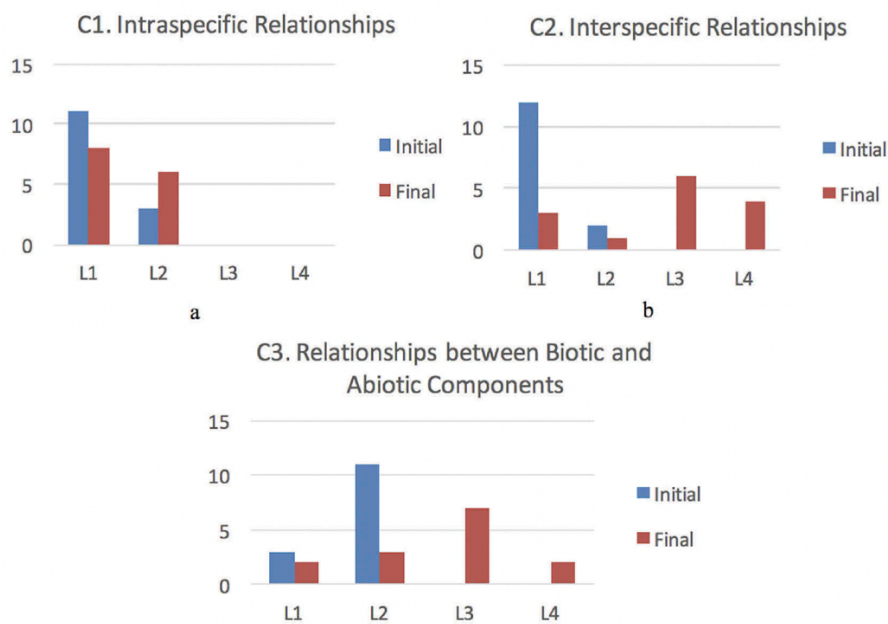 C1. Intraspecific Relationships
15
10
5
0
L1 L2 L3 L4
Initial
Final
a
C2. Interspecific Relationships
15
10
5
0
L1 L2 L3 L4
Initial
Final
b
C3. Relationships between Biotic and
Abiotic Components
15
10
5
0
L1 L2 L3 L4
Initial
Final